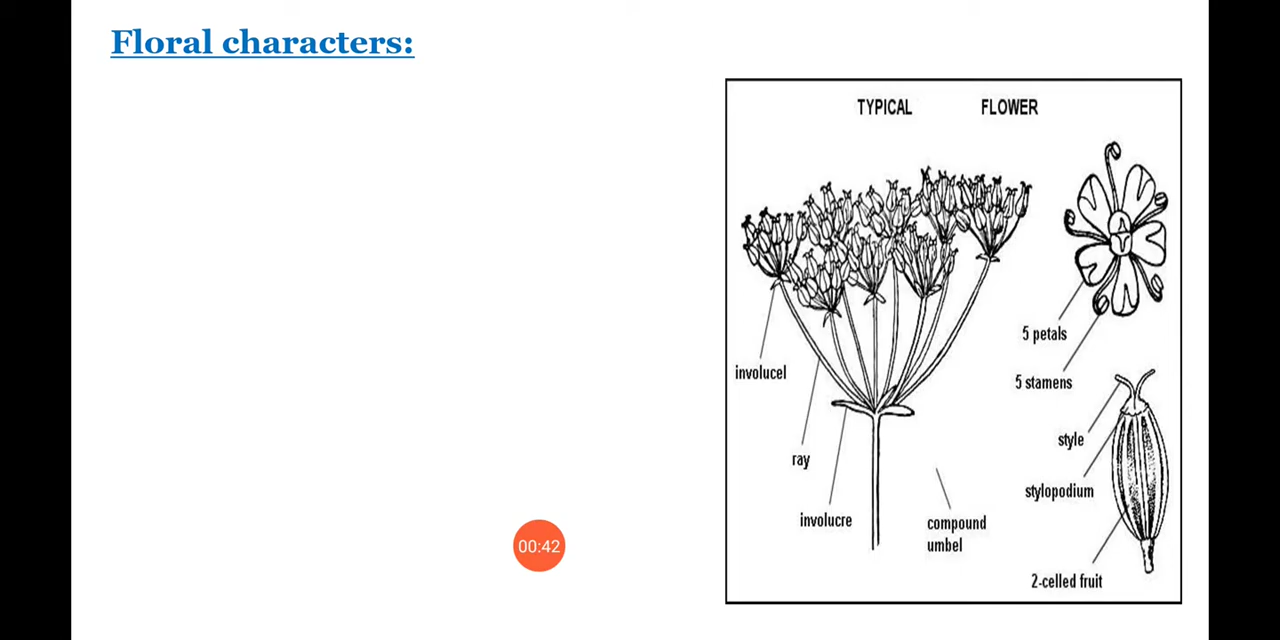 Floral characters:
TYPICAL FLOWER
5 petals
involucel
5 stamens
style
ray
stylopodium
involucre
compound
umbel
00:42
2-celled fruit